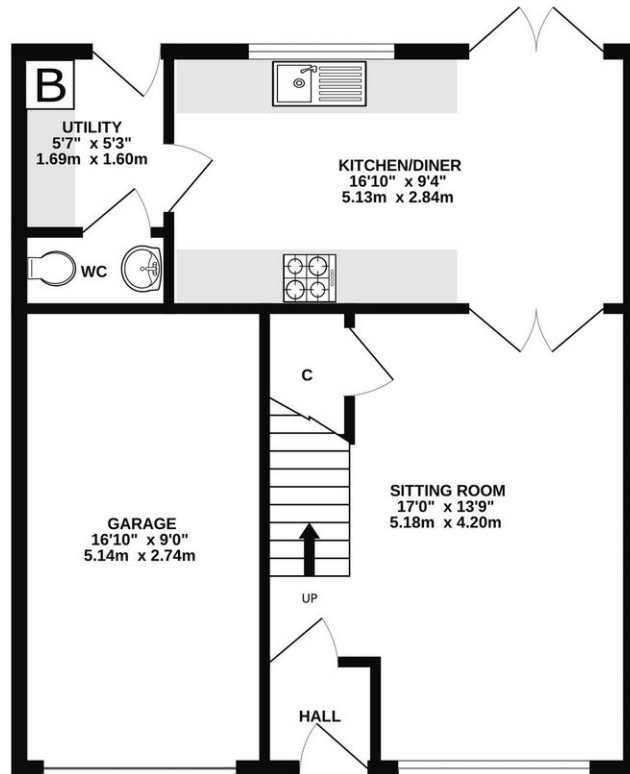 B
UTILITY
5'7" x 5'3"
1.69m x 1.60m
KITCHEN/DINER
16'10" x 9'4"
5.13m x 2.84m
WC
C
SITTING ROOM
17'0" x 13'9"
5.18m x 4.20m
GARAGE
16'10" x 9'0"
5.14m x 2.74m
UP
HALL